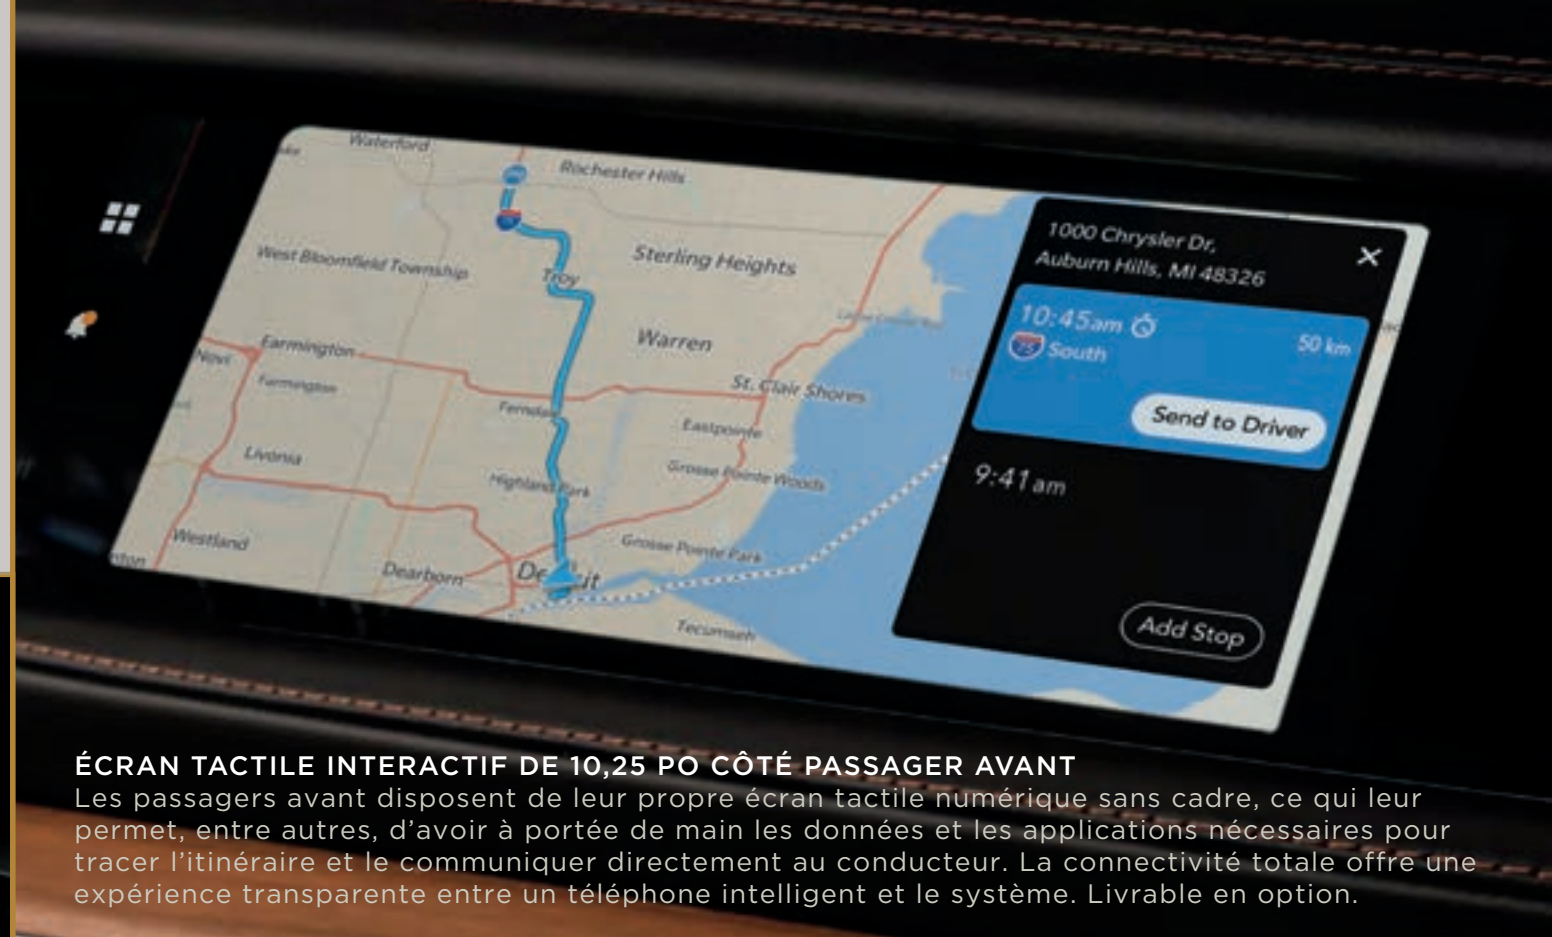 Waterford
Rochester Hills
West Bloomfield Township
Troy
Sterling Heights
Warren
Farmington
Novi
Farmington
St. Clair Shores
Ferndale
Eastpointe
Livonia
Highland Park
Grosse Pointe Woods
Westland
Dearborn
Grosse Pointe Park
Tecumseh
1000 Chrysler Dr,
Auburn Hills, MI 48326
10:45am
50 km
75 South
Send to Driver
9:41am
Add Stop
ÉCRAN TACTILE INTERACTIF DE 10,25 PO CÔTÉ PASSAGER AVANT
Les passagers avant disposent de leur propre écran tactile numérique sans cadre, ce qui leur
permet, entre autres, d’avoir à portée de main les données et les applications nécessaires pour
tracer l’itinéraire et le communiquer directement au conducteur. La connectivité totale offre une
expérience transparente entre un téléphone intelligent et le système. Livrable en option.